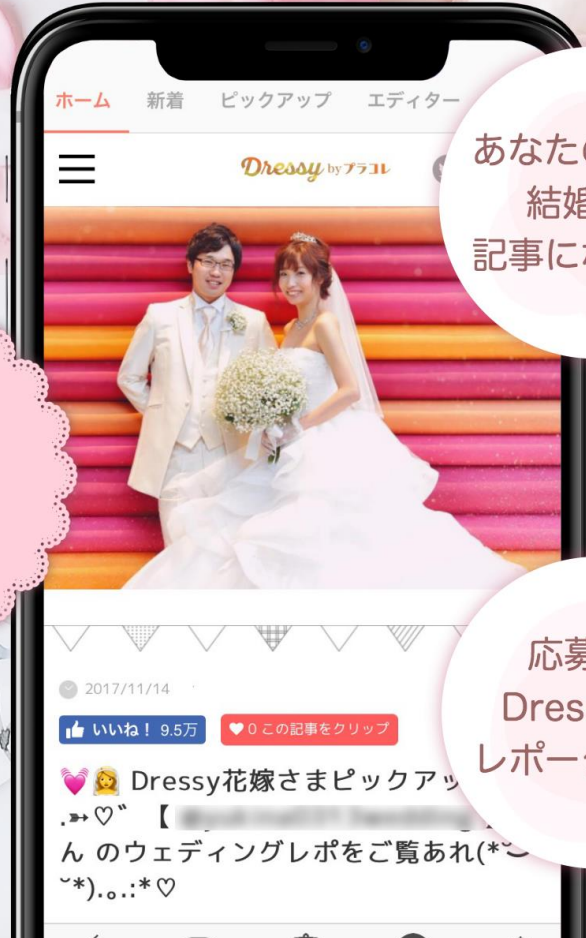 ホーム 新着 ピックアップ エディター
Dressy by プラコレ
あなたの
結婚
記事に
2017/11/14
いいね! 9.5万 ♥0 この記事をクリップ
💓👰 Dressy花嫁さまピックアッ
.➳♡゛ 【
ん のウェディングレポをご覧あれ(*˘︶
˘*).。.:*♡
応募
Dres
レポー